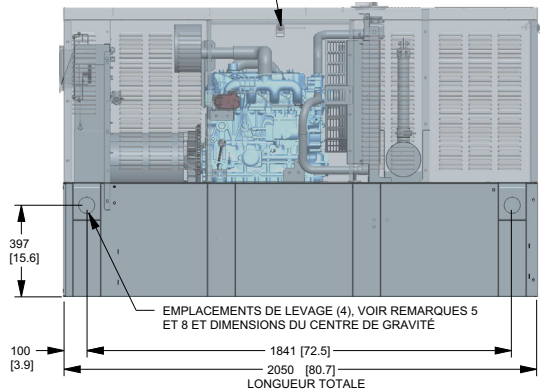 397
[15.6]
EMPLACEMENTS DE LEVAGE (4), VOIR REMARQUES 5
ET 8 ET DIMENSIONS DU CENTRE DE GRAVITÉ
100
[3.9]
1841 [72.5]
2050 [80.7]
LONGUEUR TOTALE